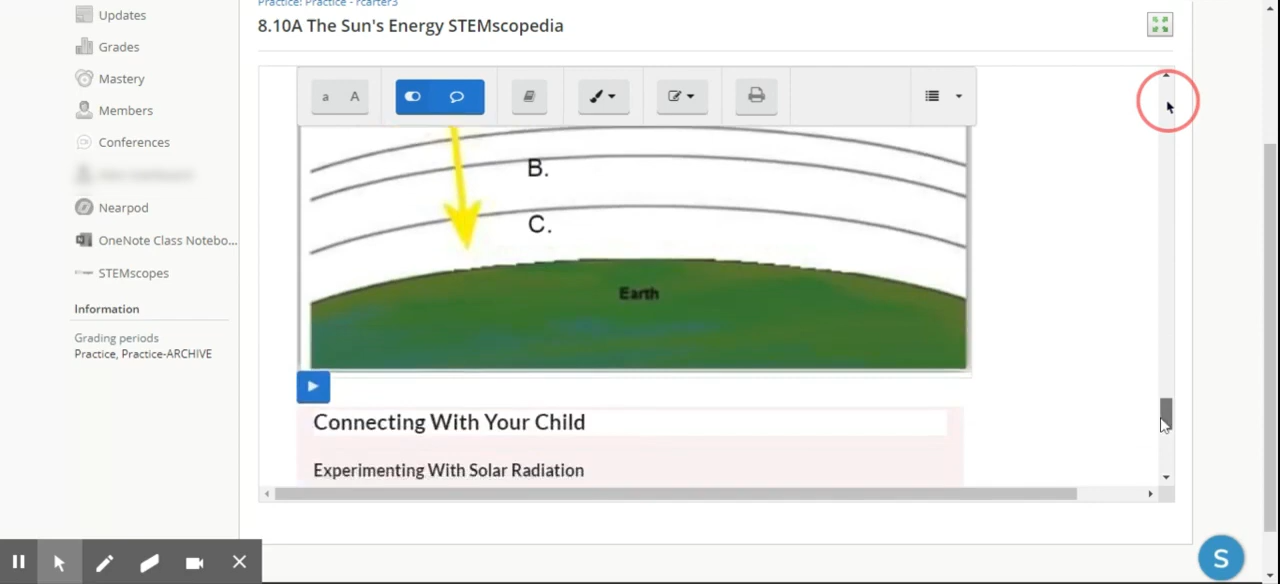 Practice: Practice - rcarter3
Updates
8.10A The Sun's Energy STEMscopedia
Grades
Mastery
a A
Members
Conferences
B.
Nearpod
C.
OneNote Class Notebo...
STEMscopes
Earth
Information
Grading periods
Practice, Practice-ARCHIVE
Connecting With Your Child
Experimenting With Solar Radiation
S